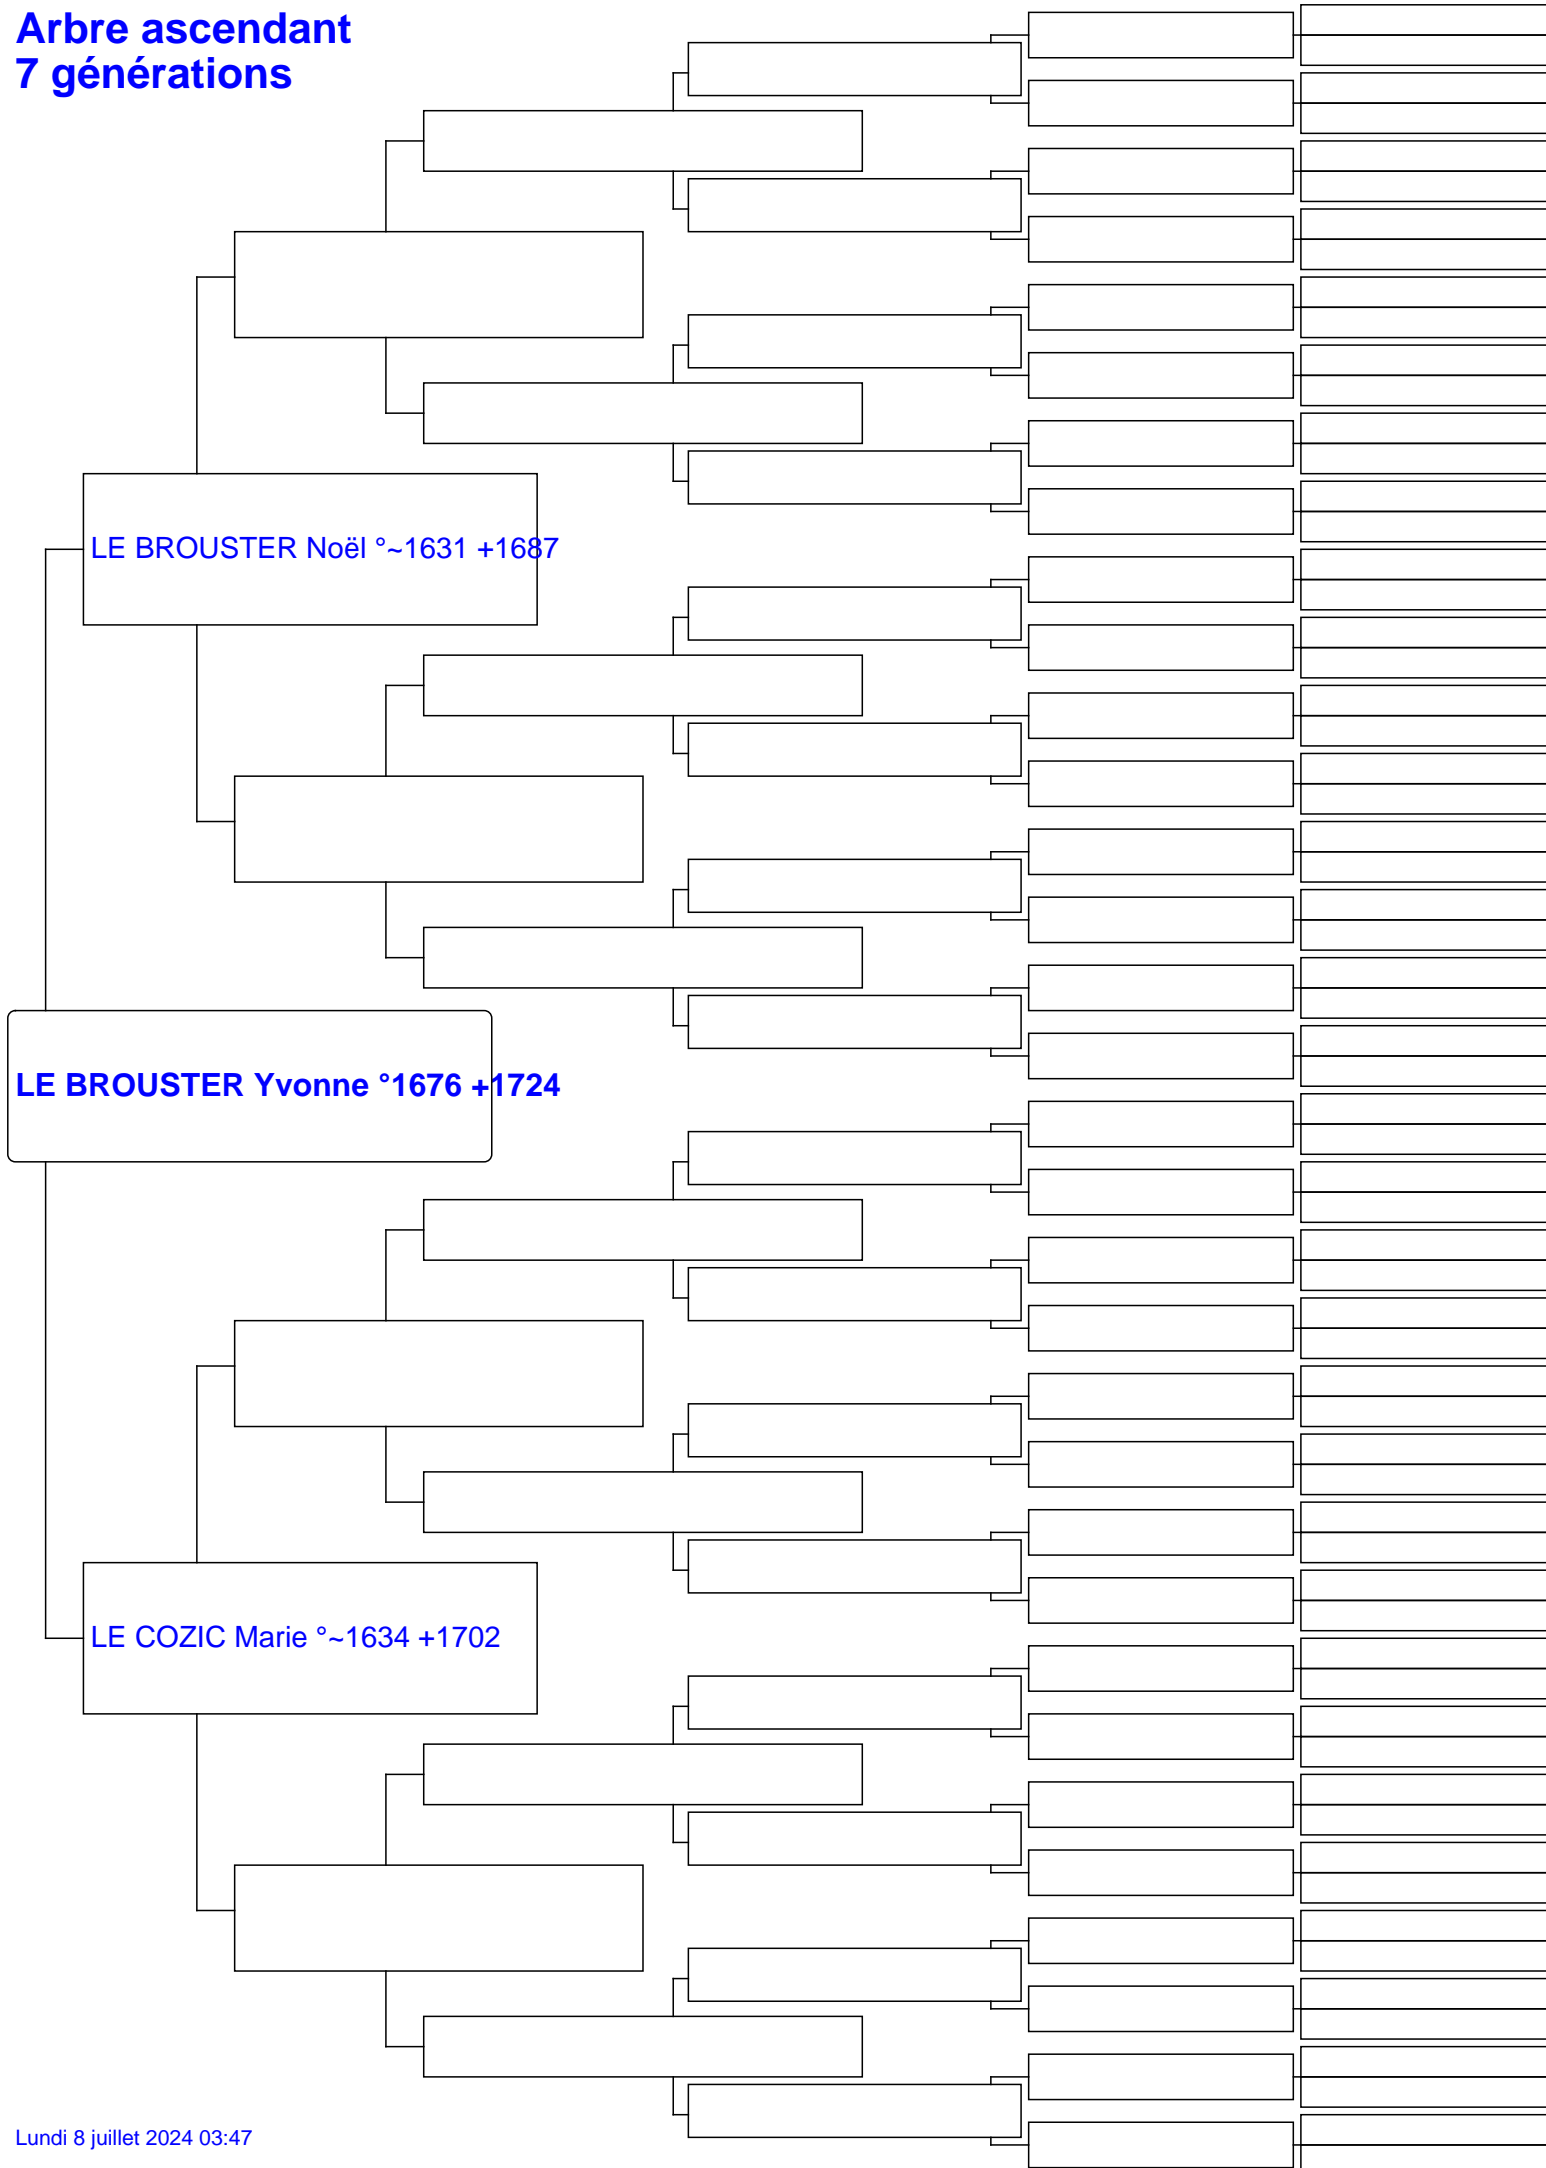 Arbre ascendant
7 générations
LE BROUSTER Noël °~1631 +1687
LE BROUSTER Yvonne °1676 +1724
LE COZIC Marie °~1634 +1702
Lundi 8 juillet 2024 03:47